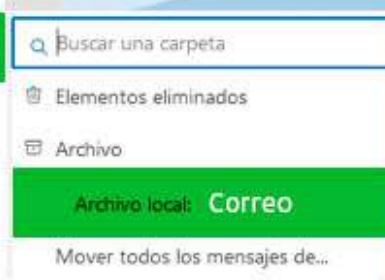 Buscar una carpeta
Elementos eliminados
Archivo
Archivo local: Correo
Mover todos los mensajes de...